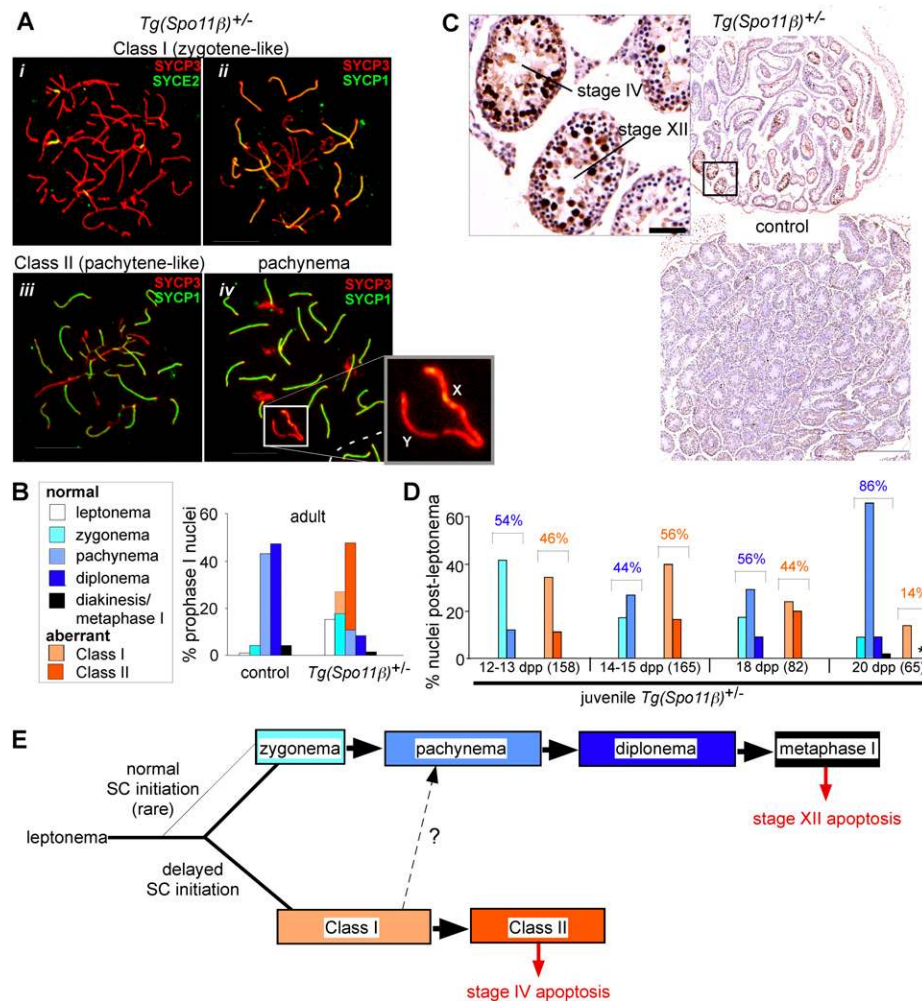 A
Tg(Spo11β)+/-
Class I (zygotene-like)
i
SYCP3
SYCE2
ii
SYCP3
SYCP1
Class II (pachytene-like)
pachynema
iii
SYCP3
SYCP1
iv
SYCP3
SYCP1
X
Y
C
Tg(Spo11β)+/-
stage IV
stage XII
control
B
normal
leptonema
zygonema
pachynema
diplonema
diakinesis/
metaphase I
aberrant
Class I
Class II
% prophase I nuclei
60
40
20
0
adult
control
Tg(Spo11β)+/-
D
% nuclei post-leptonema
60
40
20
0
54%
46%
44%
56%
56%
44%
86%
14%
*
12-13 dpp (158)
14-15 dpp (165)
18 dpp (82)
20 dpp (65)
juvenile Tg(Spo11β)+/-
E
zygonema
pachynema
diplonema
metaphase I
normal
SC initiation
(rare)
leptonema
?
stage XII apoptosis
delayed
SC initiation
Class I
Class II
stage IV apoptosis